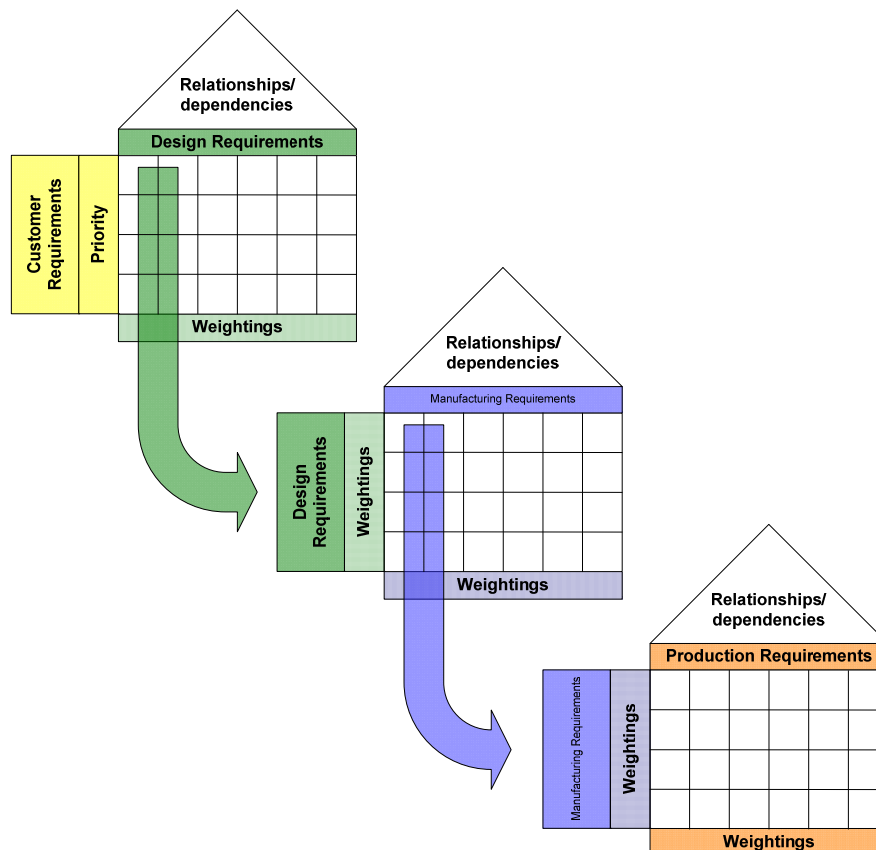 Relationships/
dependencies
Design Requirements
Customer
Requirements
Priority
Weightings
Relationships/
dependencies
Manufacturing Requirements
Design
Requirements
Weightings
Weightings
Relationships/
dependencies
Production Requirements
Manufacturing Requirements
Weightings
Weightings